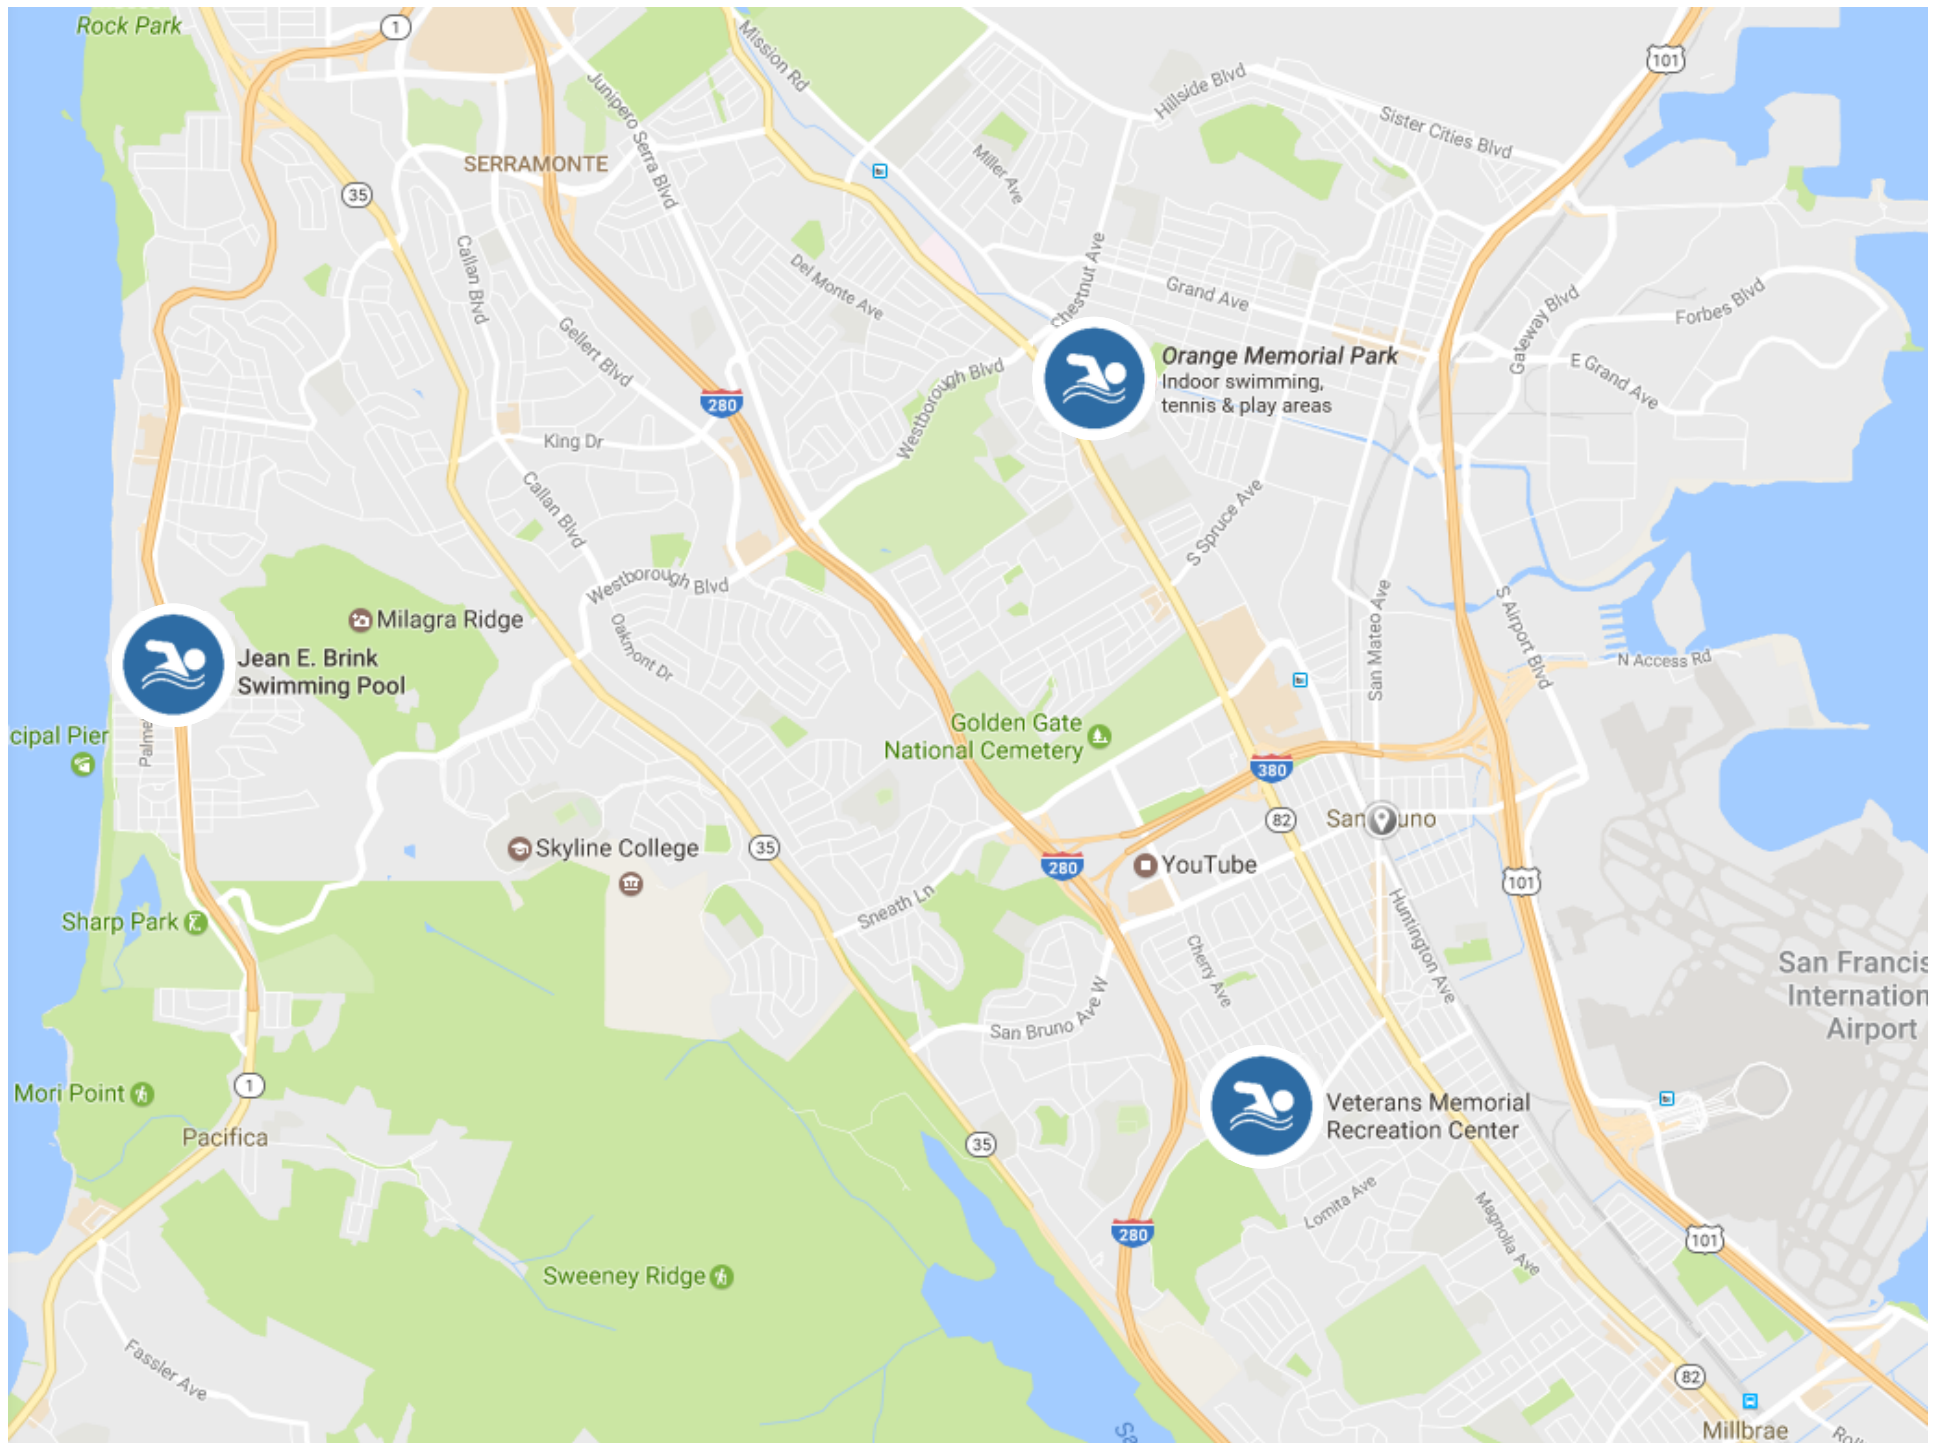 Rock Park
1
Mission Rd
101
Hillside Blvd
Sister Cities Blvd
Junipero Serra Blvd
SERRAMONTE
Miller Ave
35
Callan Blvd
Del Monte Ave
Chestnut Ave
Grand Ave
Gateway Blvd
Forbes Blvd
Gellert Blvd
Orange Memorial Park
Indoor swimming,
tennis & play areas
E Grand Ave
280
Westborough Blvd
King Dr
Callan Blvd
S Spruce Ave
Westborough Blvd
San Mateo Ave
S Airport Blvd
Milagra Ridge
Oakmont Dr
Jean E. Brink
Swimming Pool
N Access Rd
Palme
cipal Pier
Golden Gate
National Cemetery
380
82
San uno
Skyline College
35
280
YouTube
101
Sneath Ln
Huntington Ave
Sharp Park
Cherry Ave
San Francis
Internation
Airport
San Bruno Ave W
Mori Point
1
Pacifica
35
Veterans Memorial
Recreation Center
Lomita Ave
Magnolia Ave
280
101
Sweeney Ridge
Fassler Ave
82
Millbrae
Sa
Rol